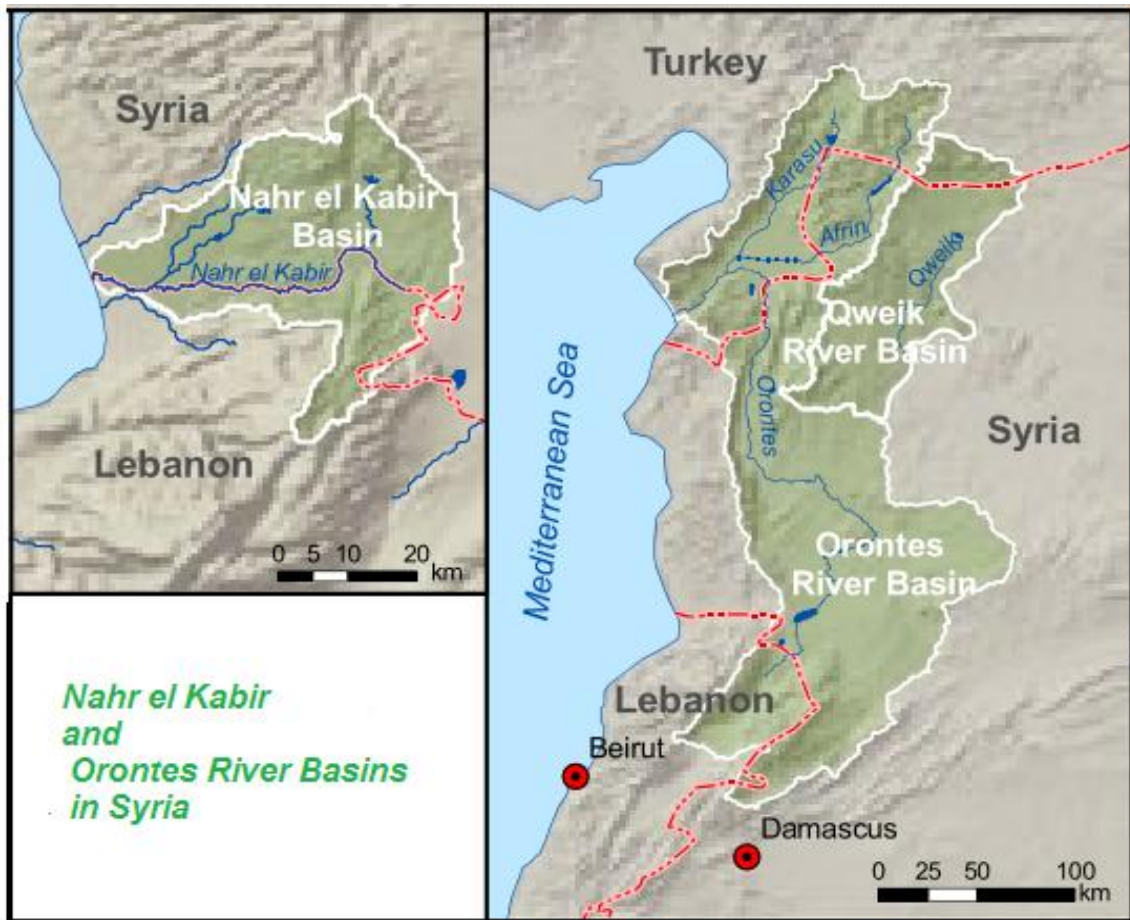 Syria
Nahr el Kabir
Basin
Nahr el Kabir
Lebanon
0 5 10 20
km
Nahr el Kabir
and
Orontes River Basins
in Syria
Turkey
Karasu
Afrin
Qweik
Qweik
River Basin
Orontes
Mediterranean Sea
Syria
Orontes
River Basin
Lebanon
Beirut
Damascus
0 25 50 100
km